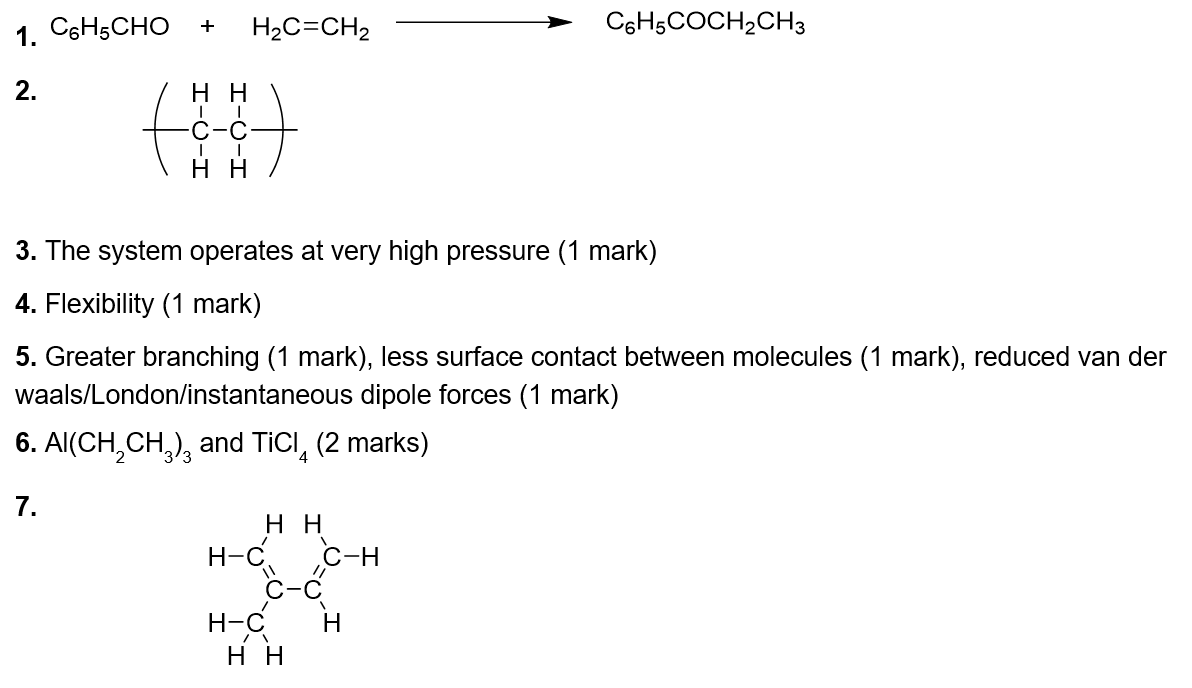 1. C₆H₅CHO + H₂C=CH₂ C₆H₅COCH₂CH₃
2.
H H
C-C
H H
3. The system operates at very high pressure (1 mark)
4. Flexibility (1 mark)
5. Greater branching (1 mark), less surface contact between molecules (1 mark), reduced van der
waals/London/instantaneous dipole forces (1 mark)
6. Al(CH₂CH₃)₃ and TiCl₄ (2 marks)
7.
H H
H-C C-H
C-C
H-C H
H H